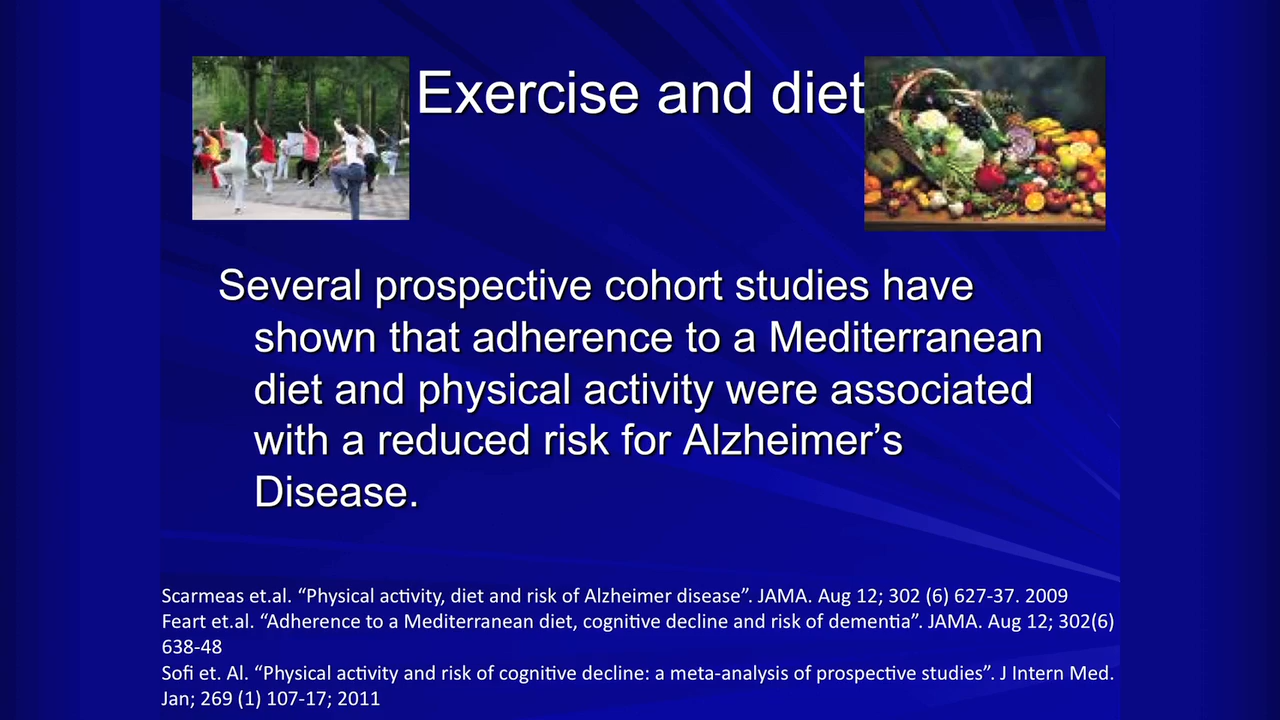 Exercise and diet
Several prospective cohort studies have
shown that adherence to a Mediterranean
diet and physical activity were associated
with a reduced risk for Alzheimer’s
Disease.
Scarmeas et.al. “Physical activity, diet and risk of Alzheimer disease”. JAMA. Aug 12; 302 (6) 627-37. 2009
Feart et.al. “Adherence to a Mediterranean diet, cognitive decline and risk of dementia”. JAMA. Aug 12; 302(6)
638-48
Sofi et. Al. “Physical activity and risk of cognitive decline: a meta-analysis of prospective studies”. J Intern Med.
Jan; 269 (1) 107-17; 2011